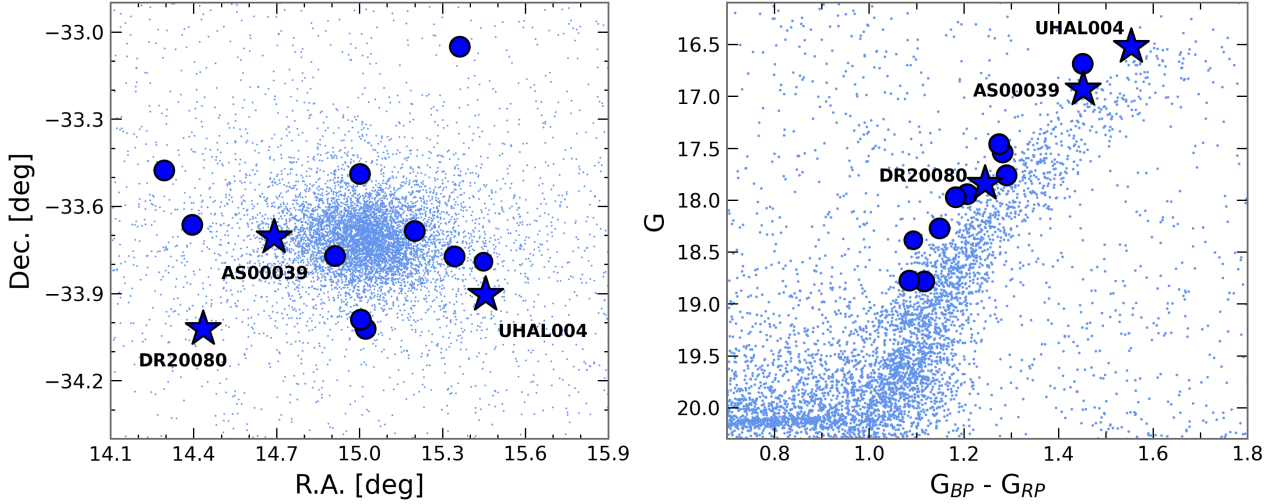 −33.0
−33.3
−33.6
−33.9
−34.2
Dec. [deg]
AS00039
UHAL004
DR20080
14.1 14.4 14.7 15.0 15.3 15.6 15.9
R.A. [deg]
16.5
17.0
17.5
18.0
18.5
19.0
19.5
20.0
G
UHAL004
AS00039
DR20080
0.8 1.0 1.2 1.4 1.6 1.8
G_BP - G_RP